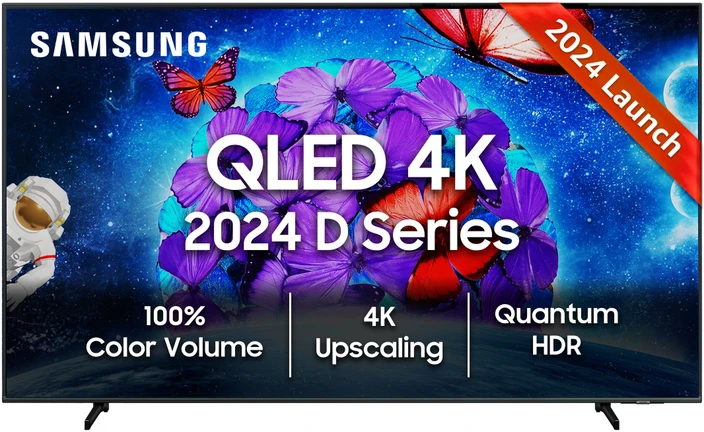 SAMSUNG
2024 Launch
QLED 4K
2024 D Series
100%
Color Volume
4K
Upscaling
Quantum
HDR